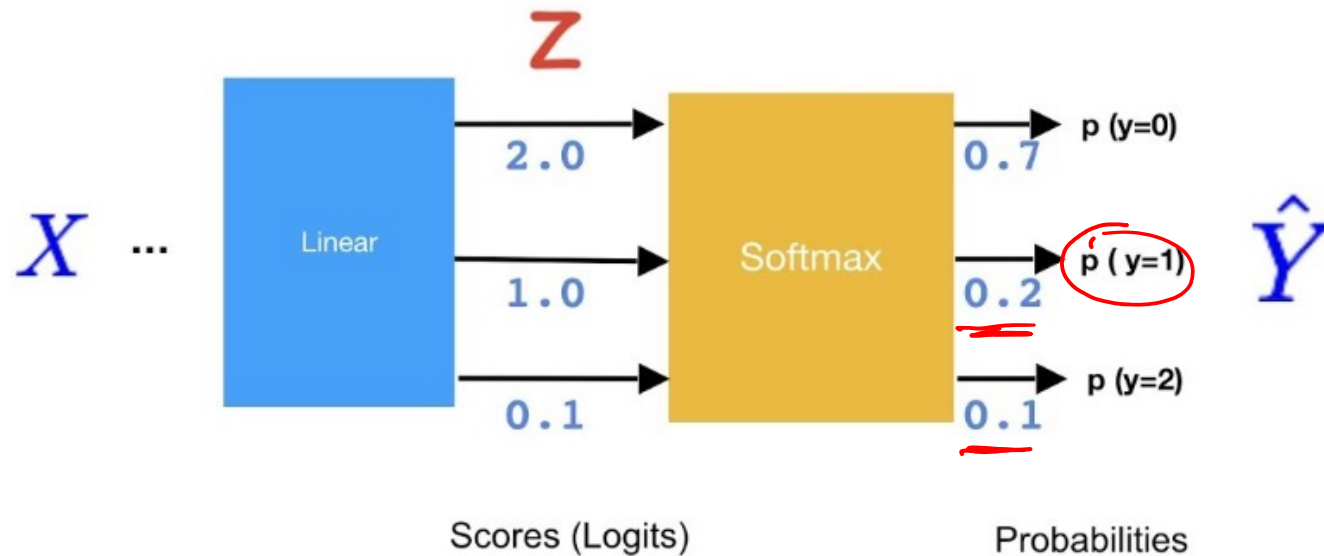 Z
2.0
0.7
p (y=0)
X ...
Linear
Softmax
p ( y=1)
Ŷ
1.0
0.2
p (y=2)
0.1
0.1
Scores (Logits)
Probabilities